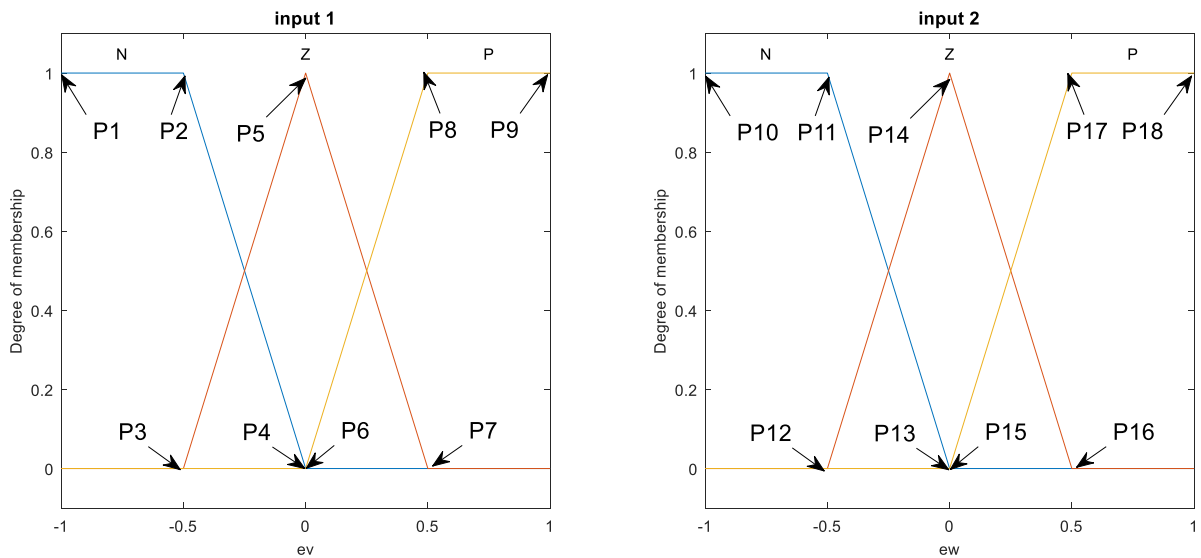 input 1
N Z P
1
P1 P2 P5 P8 P9
0.8
0.6
0.4
0.2
P3 P4 P6 P7
0
-1 -0.5 0 0.5 1
ev
Degree of membership
input 2
N Z P
1
P10 P11 P14 P17 P18
0.8
0.6
0.4
0.2
P12 P13 P15 P16
0
-1 -0.5 0 0.5 1
ew
Degree of membership